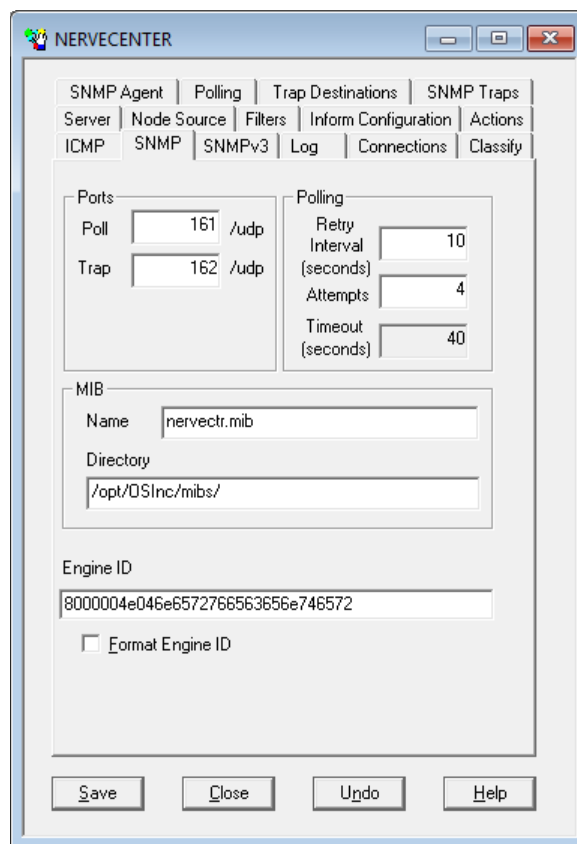 NERVECENTER
SNMP Agent Polling Trap Destinations SNMP Traps
Server Node Source Filters Inform Configuration Actions
ICMP SNMP SNMPv3 Log Connections Classify
Ports
Poll 161 /udp
Trap 162 /udp
Polling
Retry
Interval
(seconds)
10
Attempts 4
Timeout
(seconds)
40
MIB
Name nervectr.mib
Directory
/opt/OSInc/mibs/
Engine ID
8000004e046e6572766563656e746572
Format Engine ID
Save Close Undo Help